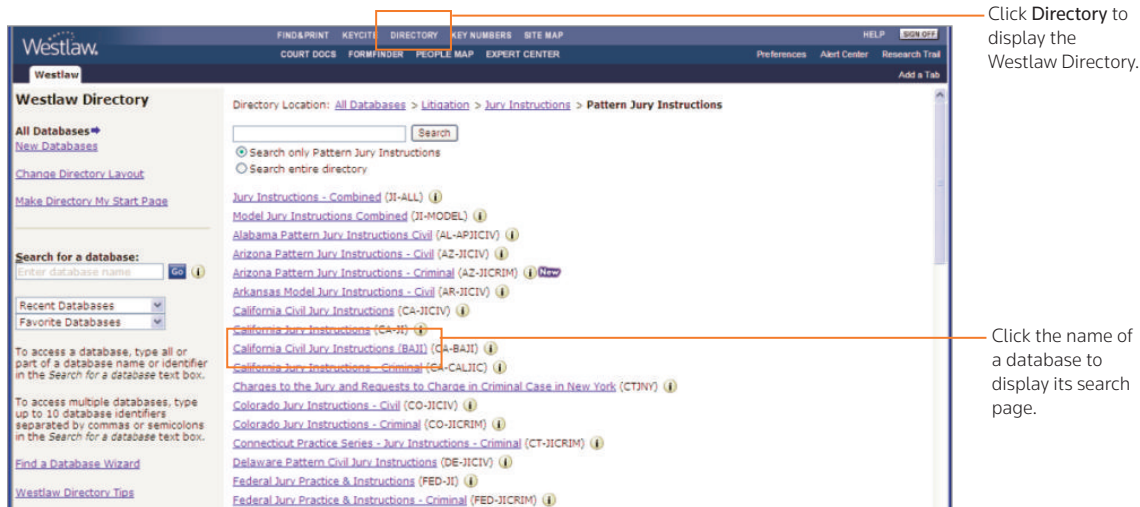 Click Directory to
display the
Westlaw Directory.
Westlaw.
FIND&PRINT KEYCITE DIRECTORY KEY NUMBERS SITE MAP
HELP SIGN OFF
COURT DOCS FORMFINDER PEOPLE MAP EXPERT CENTER
Preferences Alert Center Research Trail
Westlaw
Add a Tab
Westlaw Directory
All Databases
New Databases
Change Directory Layout
Make Directory My Start Page
Search for a database:
Enter database name Go i
Recent Databases
Favorite Databases
To access a database, type all or
part of a database name or identifier
in the Search for a database text box.
To access multiple databases, type
up to 10 database identifiers
separated by commas or semicolons
in the Search for a database text box.
Find a Database Wizard
Westlaw Directory Tips
Directory Location: All Databases > Litigation > Jury Instructions > Pattern Jury Instructions
Search
Search only Pattern Jury Instructions
Search entire directory
Jury Instructions - Combined (JI-ALL) i
Model Jury Instructions Combined (JI-MODEL) i
Alabama Pattern Jury Instructions Civil (AL-APJICIV) i
Arizona Pattern Jury Instructions - Civil (AZ-JICIV) i
Arizona Pattern Jury Instructions - Criminal (AZ-JICRIM) i New
Arkansas Model Jury Instructions - Civil (AR-JICIV) i
California Civil Jury Instructions (CA-JICIV) i
California Jury Instructions (CA-JI) i
California Civil Jury Instructions (BAJI) (CA-BAJI) i
California Jury Instructions - Criminal (CA-CALJIC) i
Charges to the Jury and Requests to Charge in Criminal Case in New York (CTJNY) i
Colorado Jury Instructions - Civil (CO-JICIV) i
Colorado Jury Instructions - Criminal (CO-JICRIM) i
Connecticut Practice Series - Jury Instructions - Criminal (CT-JICRIM) i
Delaware Pattern Civil Jury Instructions (DE-JICIV) i
Federal Jury Practice & Instructions (FED-JI) i
Federal Jury Practice & Instructions - Criminal (FED-JICRIM) i
Click the name of
a database to
display its search
page.